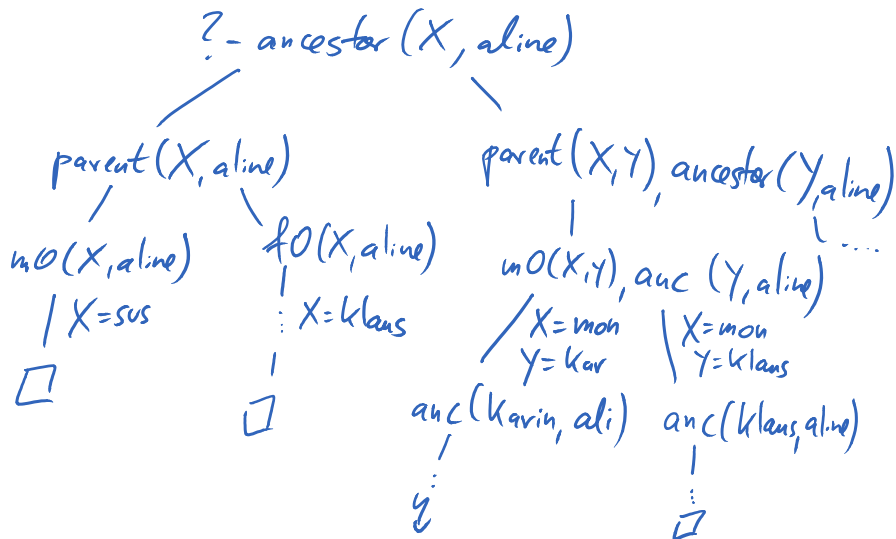 ?- ancestor(X, aline)
parent(X, aline)
parent(X,Y), ancestor(Y,aline)
mO(X, aline)
fO(X, aline)
mO(X,Y), anc (Y, aline)
....
X=sus
X=klaus
X=mon
Y=kar
X=mon
Y=klaus
anc(karin, ali)
anc(klaus, aline)